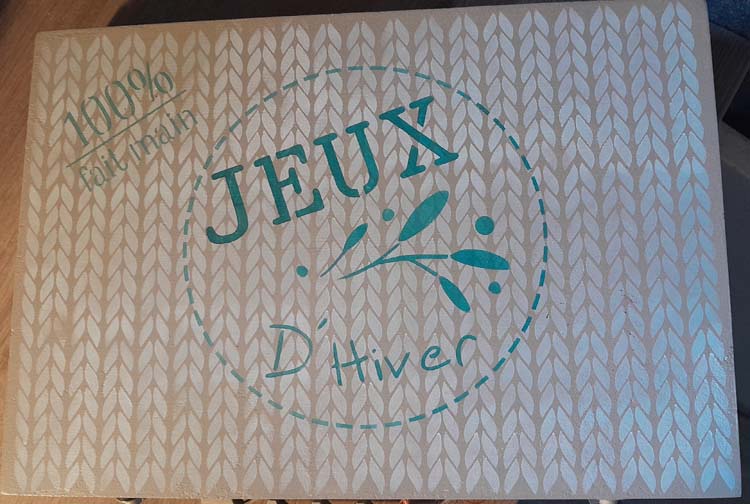 100%
fait main
JEUX
D'Hiver